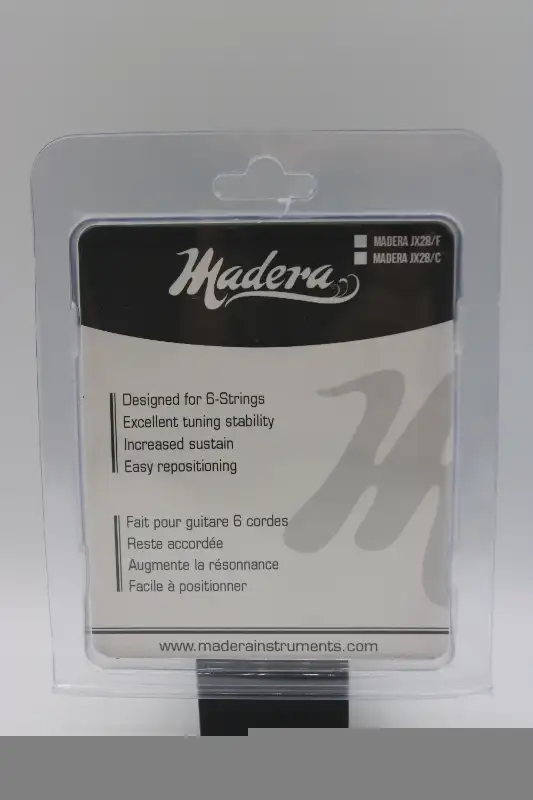 MADERA JX28/F
Madera
MADERA JX28/C
Designed for 6-Strings
Excellent tuning stability
Increased sustain
Easy repositioning
Fait pour guitare 6 cordes
Reste accordée
Augmente la résonnance
Facile à positionner
www.maderainstruments.com